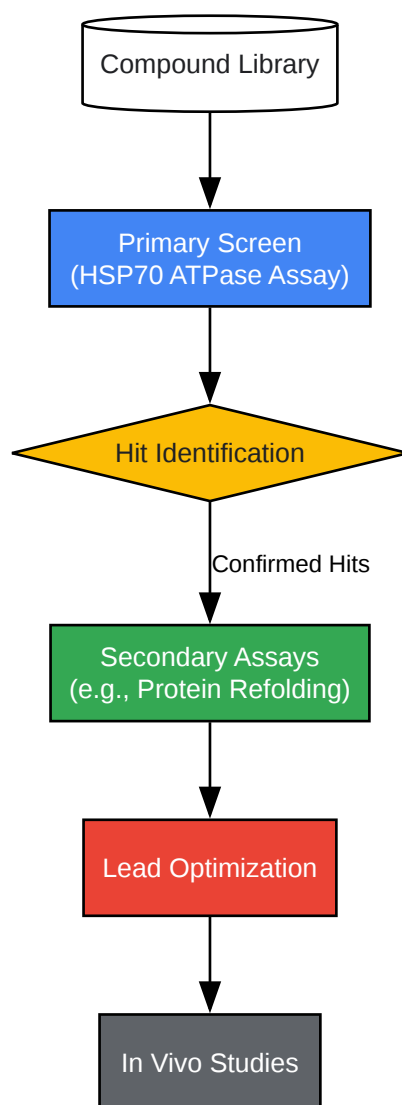 Compound Library
Primary Screen
(HSP70 ATPase Assay)
Hit Identification
Confirmed Hits
Secondary Assays
(e.g., Protein Refolding)
Lead Optimization
In Vivo Studies